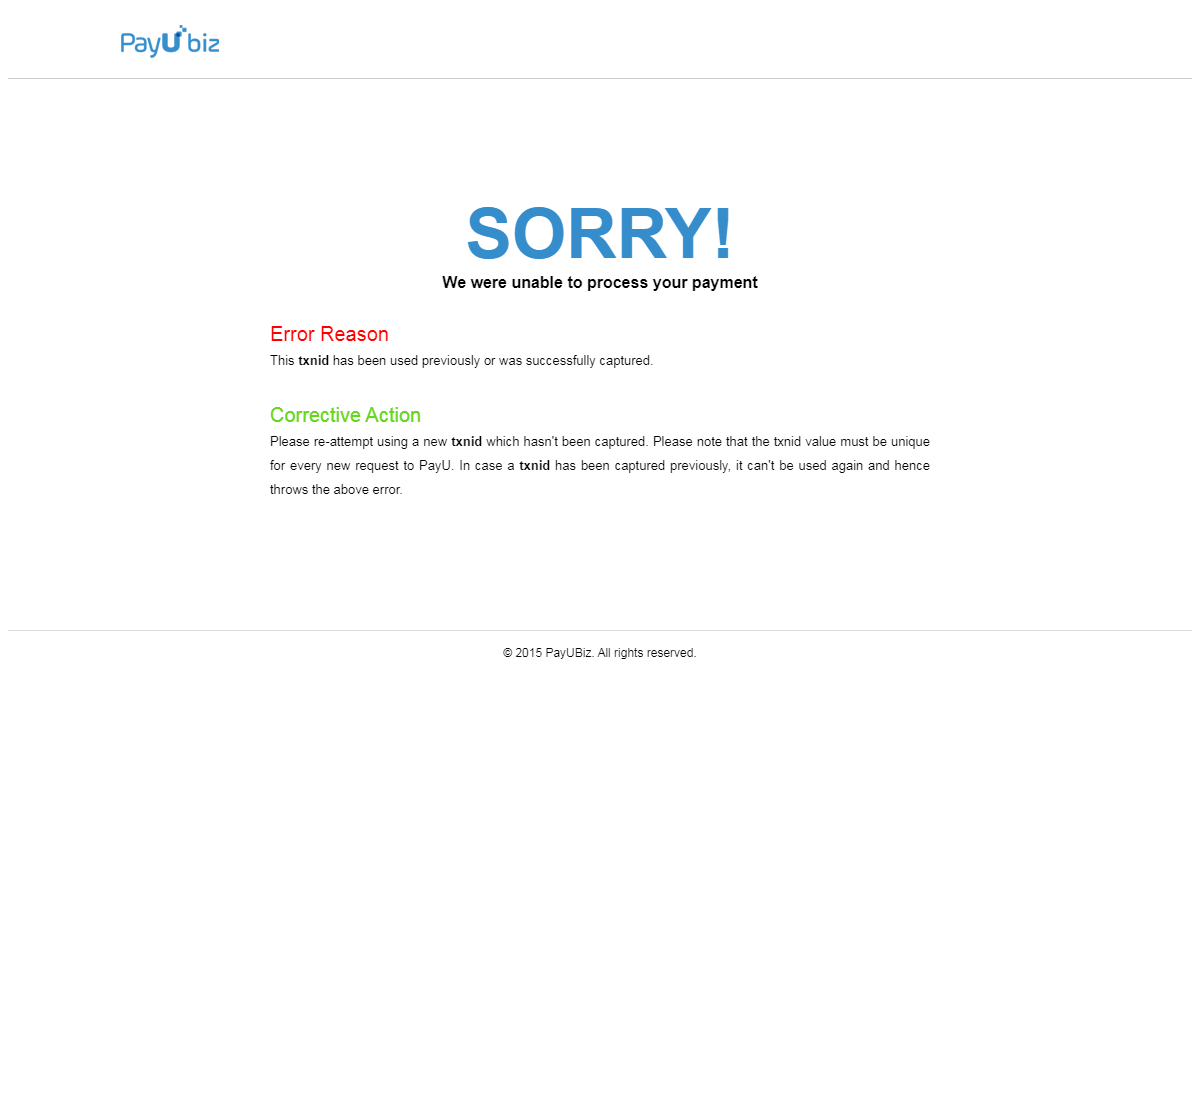 PayUbiz
SORRY!
We were unable to process your payment
Error Reason
This txnid has been used previously or was successfully captured.
Corrective Action
Please re-attempt using a new txnid which hasn't been captured. Please note that the txnid value must be unique
for every new request to PayU. In case a txnid has been captured previously, it can't be used again and hence
throws the above error.
© 2015 PayUBiz. All rights reserved.